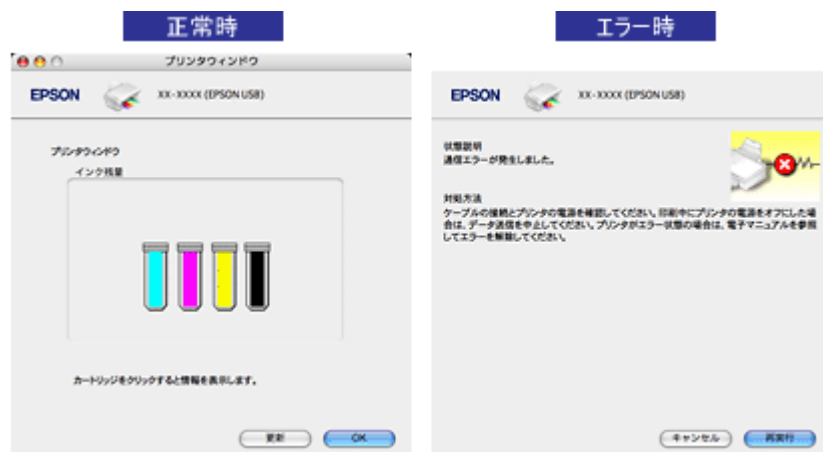 正常時
プリンタウィンドウ
EPSON
XX-XXXX (EPSON USB)
プリンタウィンドウ
インク残量
カートリッジをクリックすると情報を表示します。
更新
OK
エラー時
EPSON
XX-XXXX (EPSON USB)
状態説明
通信エラーが発生しました。
対処方法
ケーブルの接続とプリンタの電源を確認してください。印刷中にプリンタの電源をオフにした場
合は、データ送信を中止してください。プリンタがエラー状態の場合は、電子マニュアルを参照
してエラーを解除してください。
キャンセル
再実行